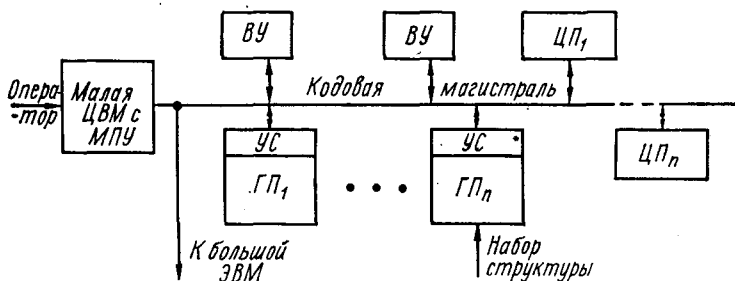 ВУ
ВУ
ЦП1
Опера-
-тор
Малая
ЦВМ с
МПУ
Кодовая магистраль
УС
ГП1
УС
ГПn
ЦПn
К большой
ЭВМ
Набор
структуры